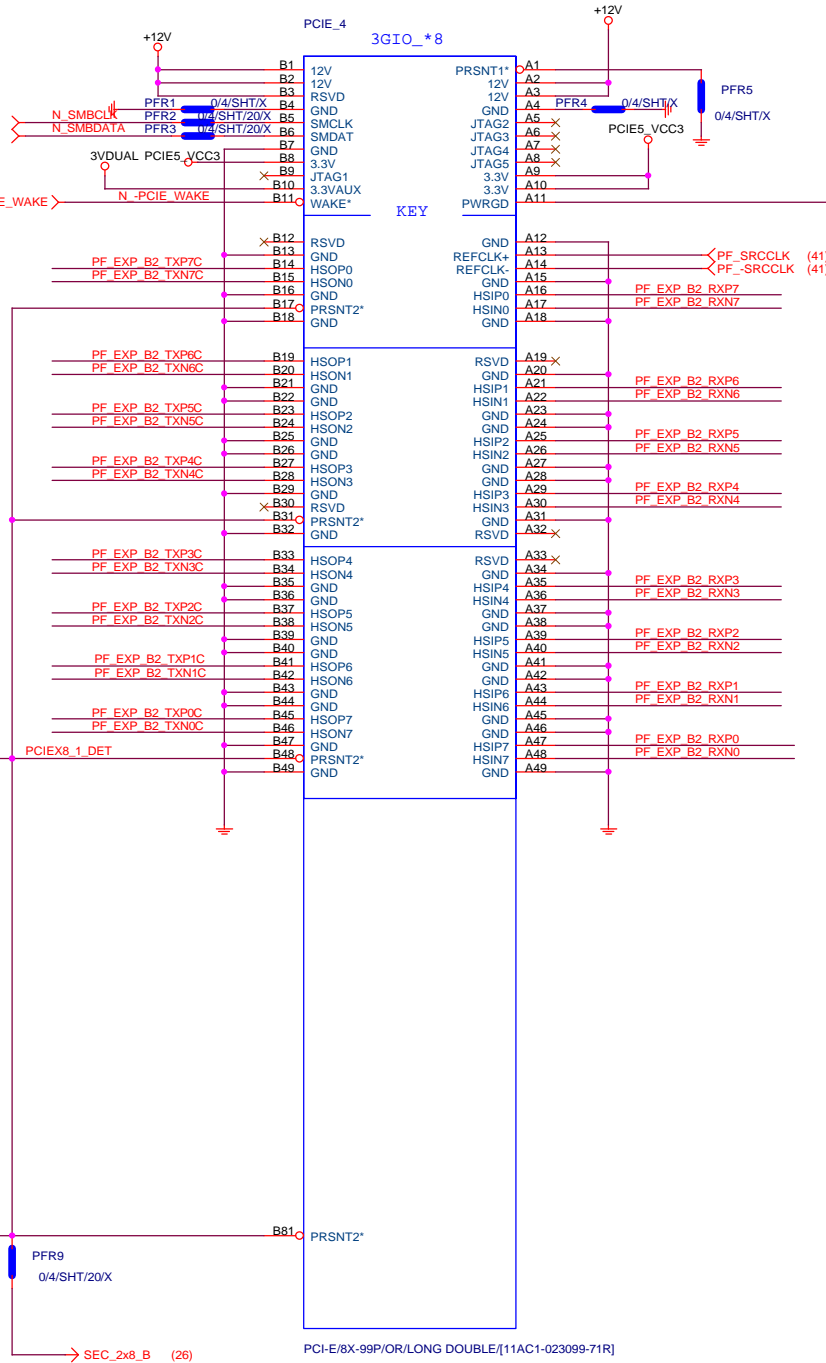 PCIE_4
3GIO_*8
+12V
+12V
B1 12V PRSNT1* A1
B2 12V 12V A2
B3 RSVD 12V A3
PFR1 0/4/SHT/X B4 GND GND A4 PFR4 0/4/SHT/X
PFR5
0/4/SHT/X
N_SMBCLK PFR2 0/4/SHT/20/X B5 SMCLK JTAG2 A5
N_SMBDATA PFR3 0/4/SHT/20/X B6 SMDAT JTAG3 A6
PCIE5_VCC3
B7 GND JTAG4 A7
3VDUAL PCIE5_VCC3 B8 3.3V JTAG5 A8
B9 JTAG1 3.3V A9
B10 3.3VAUX 3.3V A10
E_WAKE N_-PCIE_WAKE B11 WAKE* PWRGD A11
KEY
B12 RSVD GND A12
B13 GND REFCLK+ A13 PF_SRCCLK (41)
PF_EXP_B2_TXP7C B14 HSOP0 REFCLK- A14 PF_-SRCCLK (41)
PF_EXP_B2_TXN7C B15 HSON0 GND A15
B16 GND HSIP0 A16 PF_EXP_B2_RXP7
B17 PRSNT2* HSIN0 A17 PF_EXP_B2_RXN7
B18 GND GND A18
PF_EXP_B2_TXP6C B19 HSOP1 RSVD A19
PF_EXP_B2_TXN6C B20 HSON1 GND A20
B21 GND HSIP1 A21 PF_EXP_B2_RXP6
B22 GND HSIN1 A22 PF_EXP_B2_RXN6
PF_EXP_B2_TXP5C B23 HSOP2 GND A23
PF_EXP_B2_TXN5C B24 HSON2 GND A24
B25 GND HSIP2 A25 PF_EXP_B2_RXP5
B26 GND HSIN2 A26 PF_EXP_B2_RXN5
PF_EXP_B2_TXP4C B27 HSOP3 GND A27
PF_EXP_B2_TXN4C B28 HSON3 GND A28
B29 GND HSIP3 A29 PF_EXP_B2_RXP4
B30 RSVD HSIN3 A30 PF_EXP_B2_RXN4
B31 PRSNT2* GND A31
B32 GND RSVD A32
PF_EXP_B2_TXP3C B33 HSOP4 RSVD A33
PF_EXP_B2_TXN3C B34 HSON4 GND A34
B35 GND HSIP4 A35 PF_EXP_B2_RXP3
B36 GND HSIN4 A36 PF_EXP_B2_RXN3
PF_EXP_B2_TXP2C B37 HSOP5 GND A37
PF_EXP_B2_TXN2C B38 HSON5 GND A38
B39 GND HSIP5 A39 PF_EXP_B2_RXP2
B40 GND HSIN5 A40 PF_EXP_B2_RXN2
PF_EXP_B2_TXP1C B41 HSOP6 GND A41
PF_EXP_B2_TXN1C B42 HSON6 GND A42
B43 GND HSIP6 A43 PF_EXP_B2_RXP1
B44 GND HSIN6 A44 PF_EXP_B2_RXN1
PF_EXP_B2_TXP0C B45 HSOP7 GND A45
PF_EXP_B2_TXN0C B46 HSON7 GND A46
B47 GND HSIP7 A47 PF_EXP_B2_RXP0
PCIEX8_1_DET B48 PRSNT2* HSIN7 A48 PF_EXP_B2_RXN0
B49 GND GND A49
B81 PRSNT2*
PFR9
0/4/SHT/20/X
SEC_2x8_B (26)
PCI-E/8X-99P/OR/LONG DOUBLE/[11AC1-023099-71R]